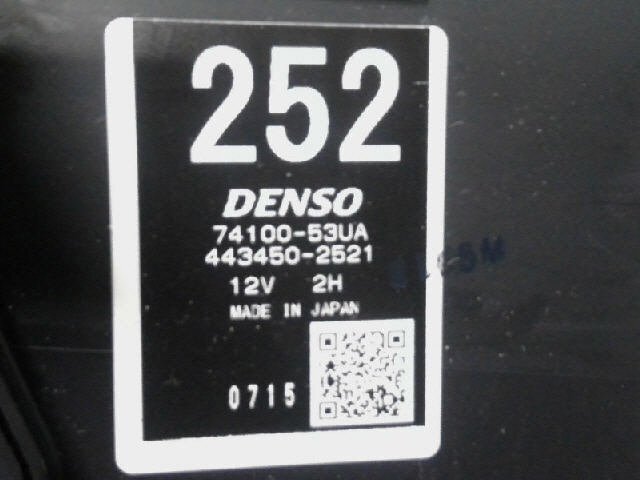 252
DENSO
74100-53UA
443450-2521
12V 2H
MADE IN JAPAN
0715